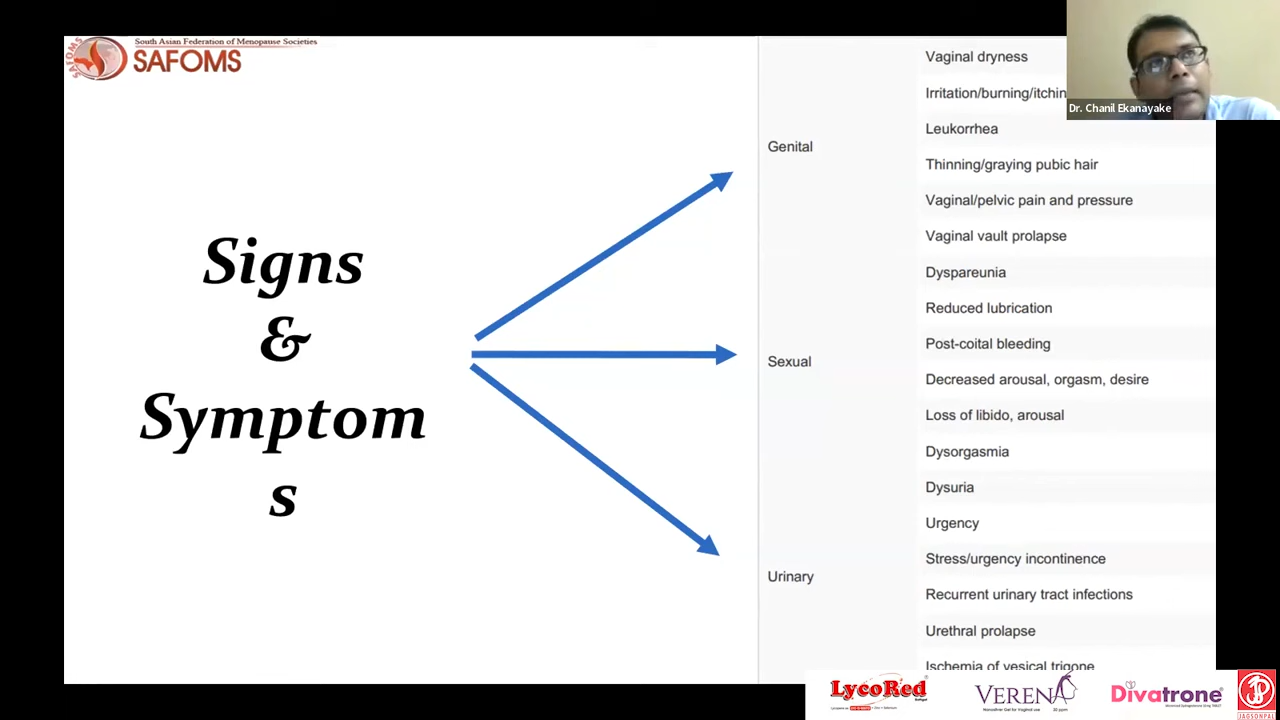 South Asian Federation of Menopause Societies
SAFOMS
SAFOMS
Signs
&
Symptom
s
Genital
Vaginal dryness
Irritation/burning/itchin
Leukorrhea
Thinning/graying pubic hair
Vaginal/pelvic pain and pressure
Vaginal vault prolapse
Sexual
Dyspareunia
Reduced lubrication
Post-coital bleeding
Decreased arousal, orgasm, desire
Loss of libido, arousal
Dysorgasmia
Urinary
Dysuria
Urgency
Stress/urgency incontinence
Recurrent urinary tract infections
Urethral prolapse
Ischemia of vesical trigone
Dr. Chanil Ekanayake
LycoRed
VERENA
Divatrone
JAGSONPAL